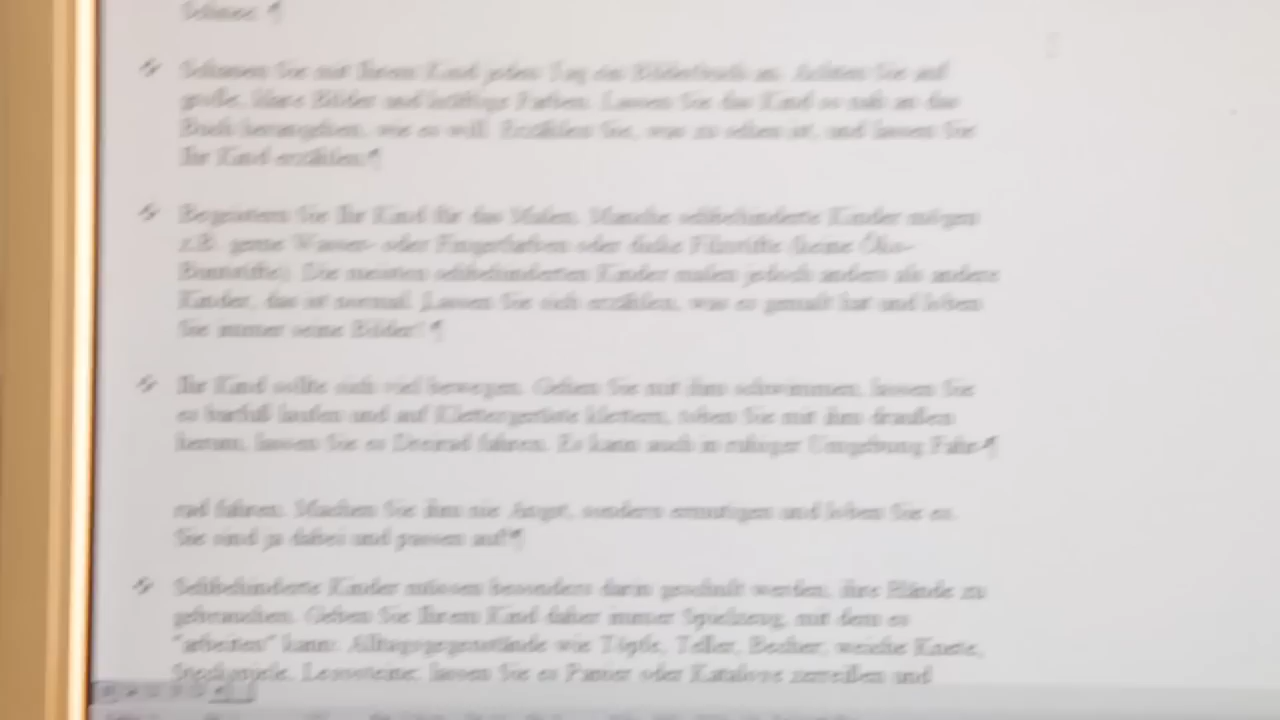 Schauen Sie mit Ihrem Kind jeden Tag ein Bilderbuch an. Achten Sie auf
große, klare Bilder und kräftige Farben. Lassen Sie das Kind so nah an das
Buch herangehen, wie es will. Erzählen Sie, was zu sehen ist, und lassen Sie
Ihr Kind erzählen.¶
Begeistern Sie Ihr Kind für das Malen. Manche sehbehinderte Kinder mögen
z.B. gerne Wasser- oder Fingerfarben oder dicke Filzstifte (keine Öko-
Buntstifte). Die meisten sehbehinderten Kinder malen jedoch anders als andere
Kinder, das ist normal. Lassen Sie sich erzählen, was es gemalt hat und loben
Sie immer seine Bilder! ¶
Ihr Kind sollte sich viel bewegen. Gehen Sie mit ihm schwimmen, lassen Sie
es barfuß laufen und auf Klettergerüste klettern, toben Sie mit ihm draußen
herum, lassen Sie es Dreirad fahren. Es kann auch in ruhiger Umgebung Fahr-¶
rad fahren. Machen Sie ihm nie Angst, sondern ermutigen und loben Sie es.
Sie sind ja dabei und passen auf!¶
Sehbehinderte Kinder müssen besonders darin geschult werden, ihre Hände zu
gebrauchen. Geben Sie Ihrem Kind daher immer Spielzeug, mit dem es
"arbeiten" kann: Alltagsgegenstände wie Töpfe, Teller, Becher, weiche Knete,
Steckspiele, Legosteine, lassen Sie es Papier oder Kataloge zerreißen und